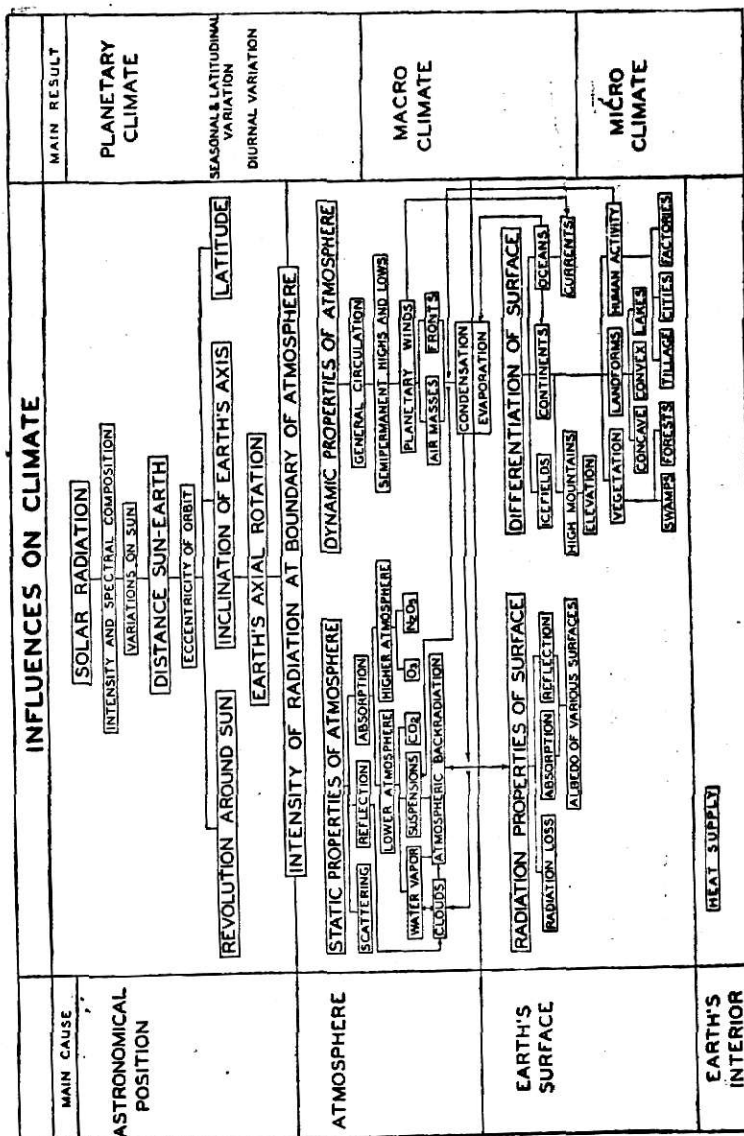 INFLUENCES ON CLIMATE
MAIN CAUSE
MAIN RESULT
ASTRONOMICAL
POSITION
SOLAR RADIATION
INTENSITY AND SPECTRAL COMPOSITION
VARIATIONS ON SUN
DISTANCE SUN-EARTH
ECCENTRICITY OF ORBIT
REVOLUTION AROUND SUN
INCLINATION OF EARTH'S AXIS
LATITUDE
EARTH'S AXIAL ROTATION
INTENSITY OF RADIATION AT BOUNDARY OF ATMOSPHERE
PLANETARY
CLIMATE
SEASONAL & LATITUDINAL
VARIATION
DIURNAL VARIATION
ATMOSPHERE
STATIC PROPERTIES OF ATMOSPHERE
SCATTERING
REFLECTION
ABSORPTION
LOWER ATMOSPHERE
HIGHER ATMOSPHERE
WATER VAPOR
SUSPENSIONS
CO2
O3
CLOUDS
ATMOSPHERIC BACKRADIATION
DYNAMIC PROPERTIES OF ATMOSPHERE
GENERAL CIRCULATION
SEMIPERMANENT HIGHS AND LOWS
PLANETARY WINDS
AIR MASSES
FRONTS
CONDENSATION
EVAPORATION
MACRO
CLIMATE
EARTH'S
SURFACE
RADIATION PROPERTIES OF SURFACE
RADIATION LOSS
ABSORPTION
REFLECTION
ALBEDO OF VARIOUS SURFACES
DIFFERENTIATION OF SURFACE
ICEFIELDS
CONTINENTS
OCEANS
HIGH MOUNTAINS
CURRENTS
ELEVATION
VEGETATION
LANDFORMS
HUMAN ACTIVITY
CONCAVE
CONVEX
LAKES
SWAMPS
FORESTS
TILLAGE
CITIES
FACTORIES
MICRO
CLIMATE
EARTH'S
INTERIOR
HEAT SUPPLY